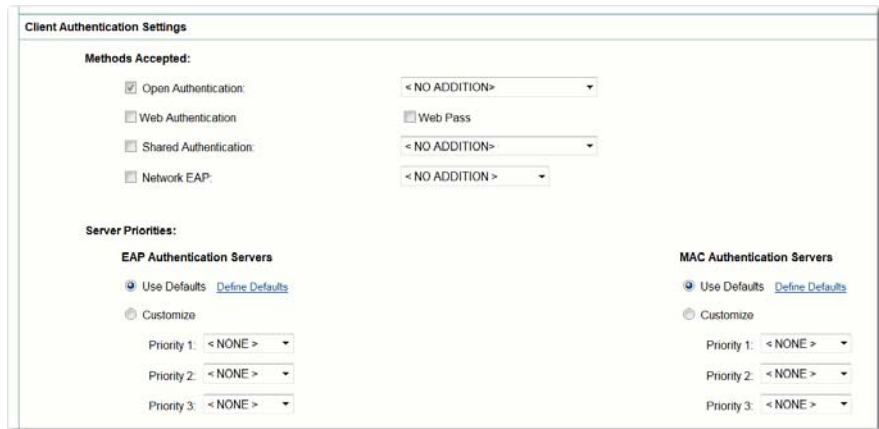 Client Authentication Settings
Methods Accepted:
Open Authentication: < NO ADDITION>
Web Authentication Web Pass
Shared Authentication: < NO ADDITION>
Network EAP: < NO ADDITION >
Server Priorities:
EAP Authentication Servers MAC Authentication Servers
Use Defaults Define Defaults Use Defaults Define Defaults
Customize Customize
Priority 1: < NONE > Priority 1: < NONE >
Priority 2: < NONE > Priority 2: < NONE >
Priority 3: < NONE > Priority 3: < NONE >